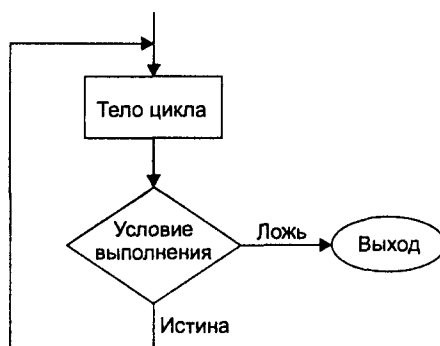 Тело цикла
Условие
выполнения
Ложь
Выход
Истина